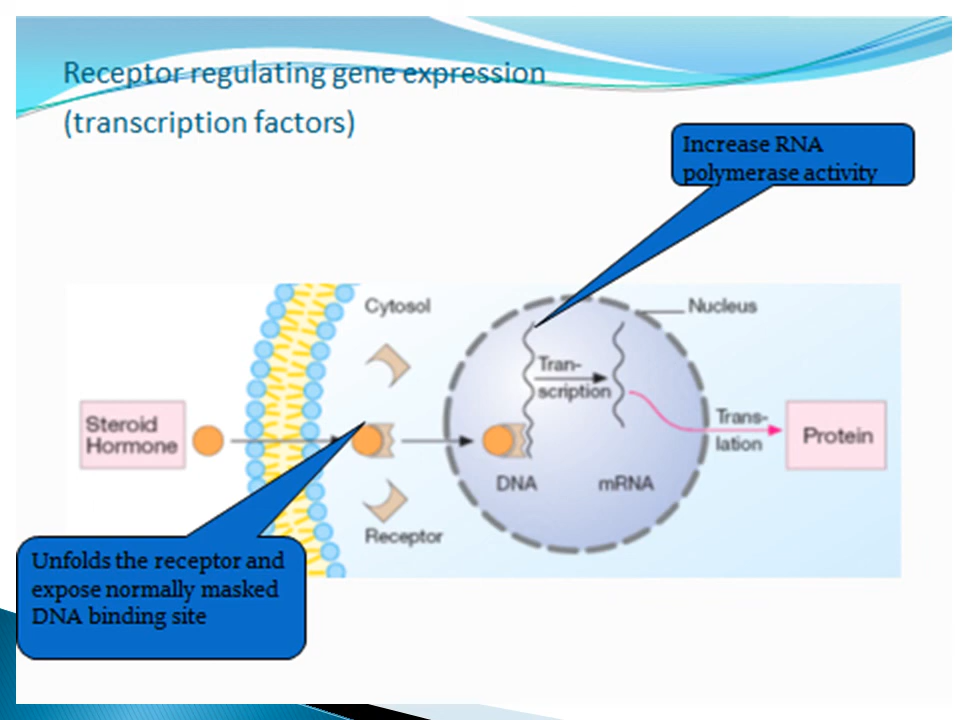 Receptor regulating gene expression
(transcription factors)
Increase RNA
polymerase activity
Cytosol
Nucleus
Tran-
scription
Steroid
Hormone
Trans-
lation
Protein
DNA
mRNA
Receptor
Unfolds the receptor and
expose normally masked
DNA binding site